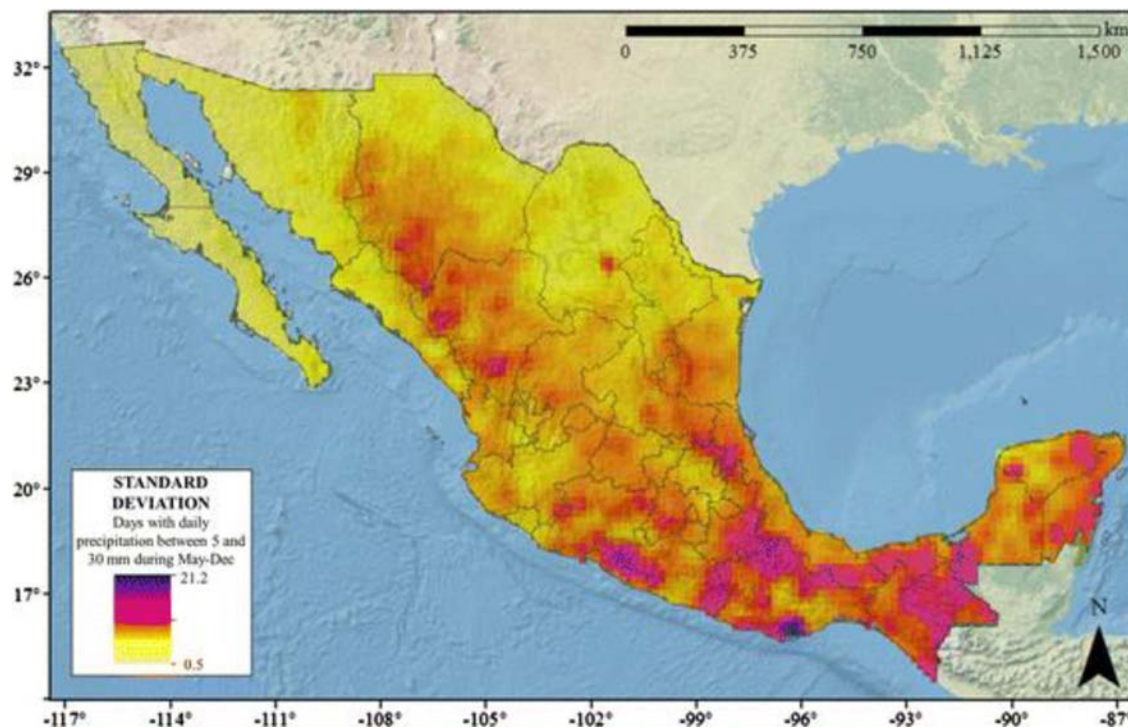 km
0 375 750 1,125 1,500
32°
29°
26°
23°
20°
17°
STANDARD
DEVIATION
Days with daily
precipitation between 5 and
30 mm during May-Dec
21.2
0.5
N
-117° -114° -111° -108° -105° -102° -99° -96° -93° -90° -87°